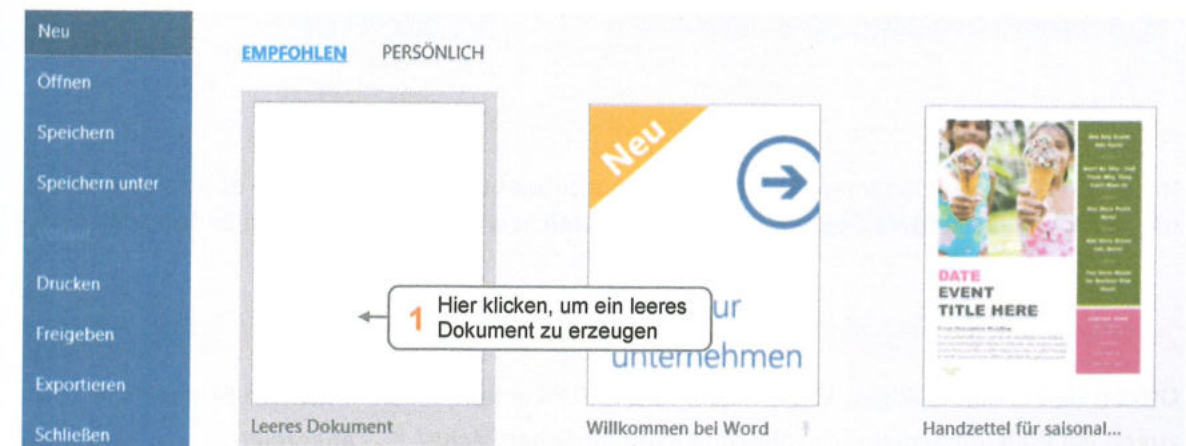 Neu
Öffnen
Speichern
Speichern unter
Drucken
Freigeben
Exportieren
Schließen
EMPFOHLEN PERSÖNLICH
1 Hier klicken, um ein leeres
Dokument zu erzeugen
Leeres Dokument
Neu
ur
unternehmen
Willkommen bei Word
DATE
EVENT
TITLE HERE
Handzettel für saisonal...